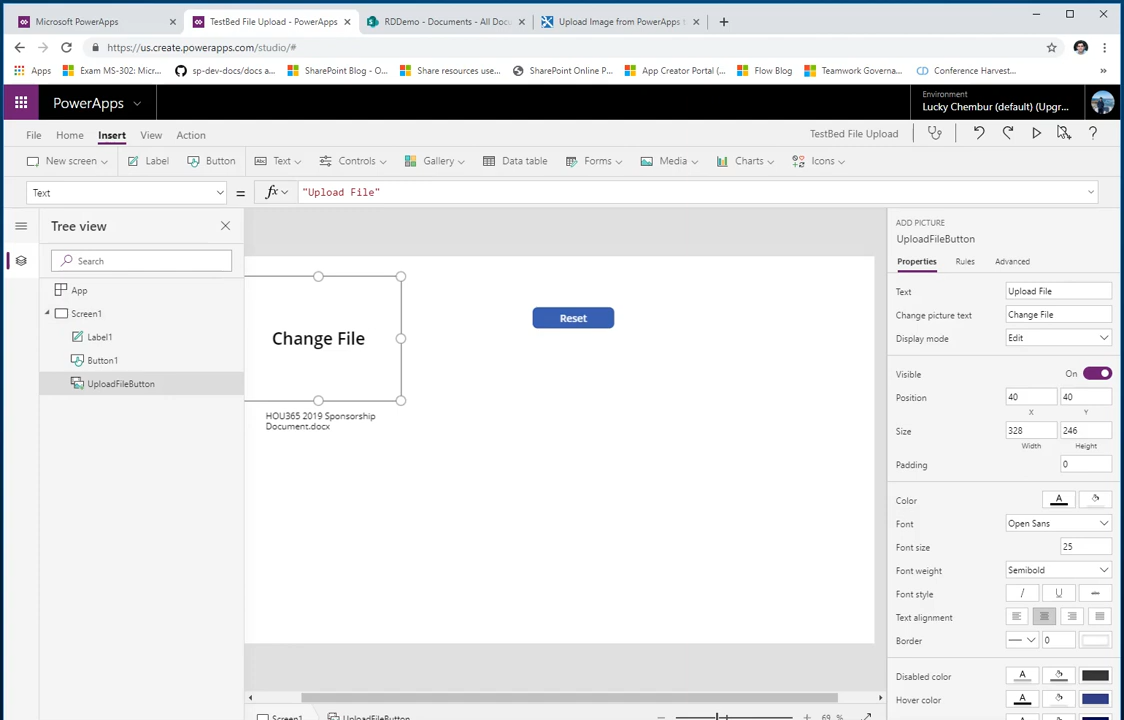 Microsoft PowerApps
TestBed File Upload - PowerApps
RDDemo - Documents - All Docu
Upload Image from PowerApps t
https://us.create.powerapps.com/studio/#
Apps
Exam MS-302: Micr...
sp-dev-docs/docs a...
SharePoint Blog - O...
Share resources use...
SharePoint Online P...
App Creator Portal (...
Flow Blog
Teamwork Governa...
Conference Harvest...
PowerApps
Environment
Lucky Chembur (default) (Upgr...
File
Home
Insert
View
Action
TestBed File Upload
New screen
Label
Button
Text
Controls
Gallery
Data table
Forms
Media
Charts
Icons
Text
=
fx
"Upload File"
Tree view
Search
App
Screen1
Label1
Button1
UploadFileButton
Change File
HOU365 2019 Sponsorship
Document.docx
Reset
ADD PICTURE
UploadFileButton
Properties
Rules
Advanced
Text
Upload File
Change picture text
Change File
Display mode
Edit
Visible
On
Position
40
40
X
Y
Size
328
246
Width
Height
Padding
0
Color
Font
Open Sans
Font size
25
Font weight
Semibold
Font style
Text alignment
Border
0
Disabled color
Hover color
Screen1
UploadFileButton
69 %